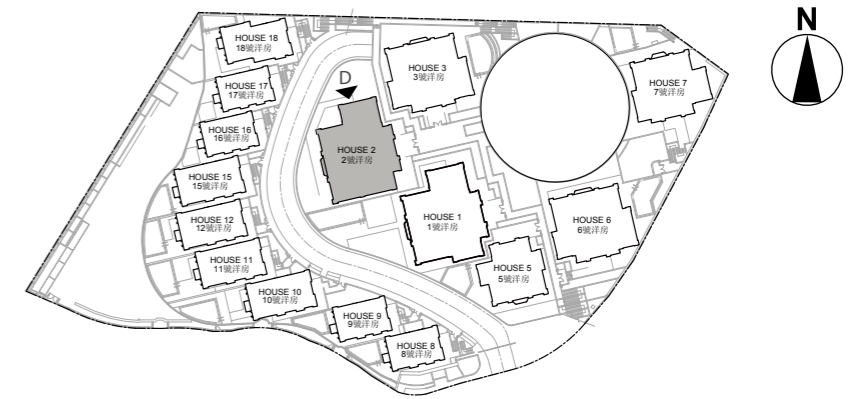 N
HOUSE 18
18號洋房
HOUSE 3
3號洋房
HOUSE 7
7號洋房
D
HOUSE 17
17號洋房
HOUSE 16
16號洋房
HOUSE 2
2號洋房
HOUSE 15
15號洋房
HOUSE 12
12號洋房
HOUSE 1
1號洋房
HOUSE 6
6號洋房
HOUSE 11
11號洋房
HOUSE 5
5號洋房
HOUSE 10
10號洋房
HOUSE 9
9號洋房
HOUSE 8
8號洋房